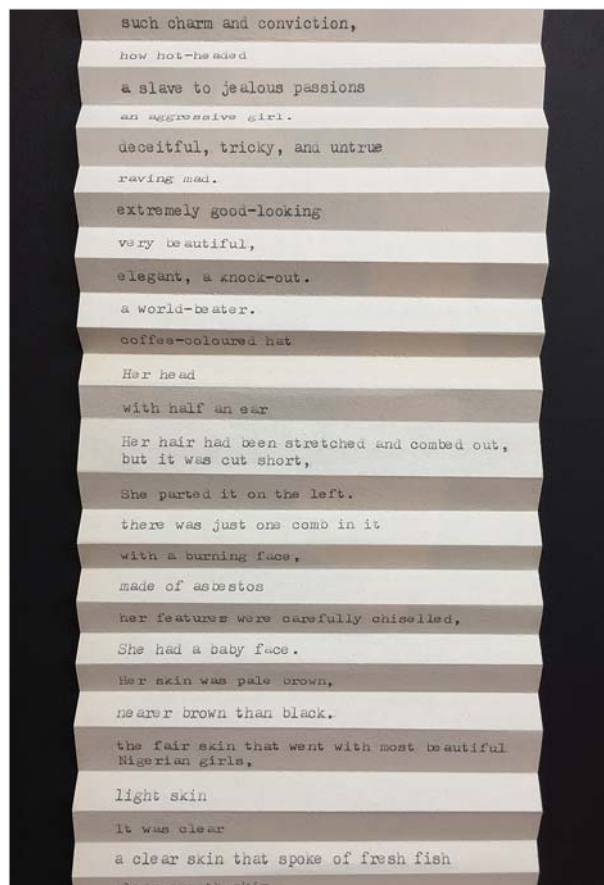 such charm and conviction,
how hot-headed
a slave to jealous passions
an aggressive girl.
deceitful, tricky, and untrue
raving mad.
extremely good-looking
very beautiful,
elegant, a knock-out.
a world-beater.
coffee-coloured hat
Her head
with half an ear
Her hair had been stretched and combed out,
but it was cut short,
She parted it on the left.
there was just one comb in it
with a burning face,
made of asbestos
her features were carefully chiselled,
She had a baby face.
Her skin was pale brown,
nearer brown than black.
the fair skin that went with most beautiful
Nigerian girls,
light skin
It was clear
a clear skin that spoke of fresh fish